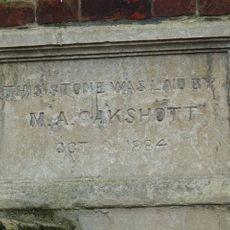 THIS STONE WAS LAID BY
M. A. OAKSHOTT
OCT 1884